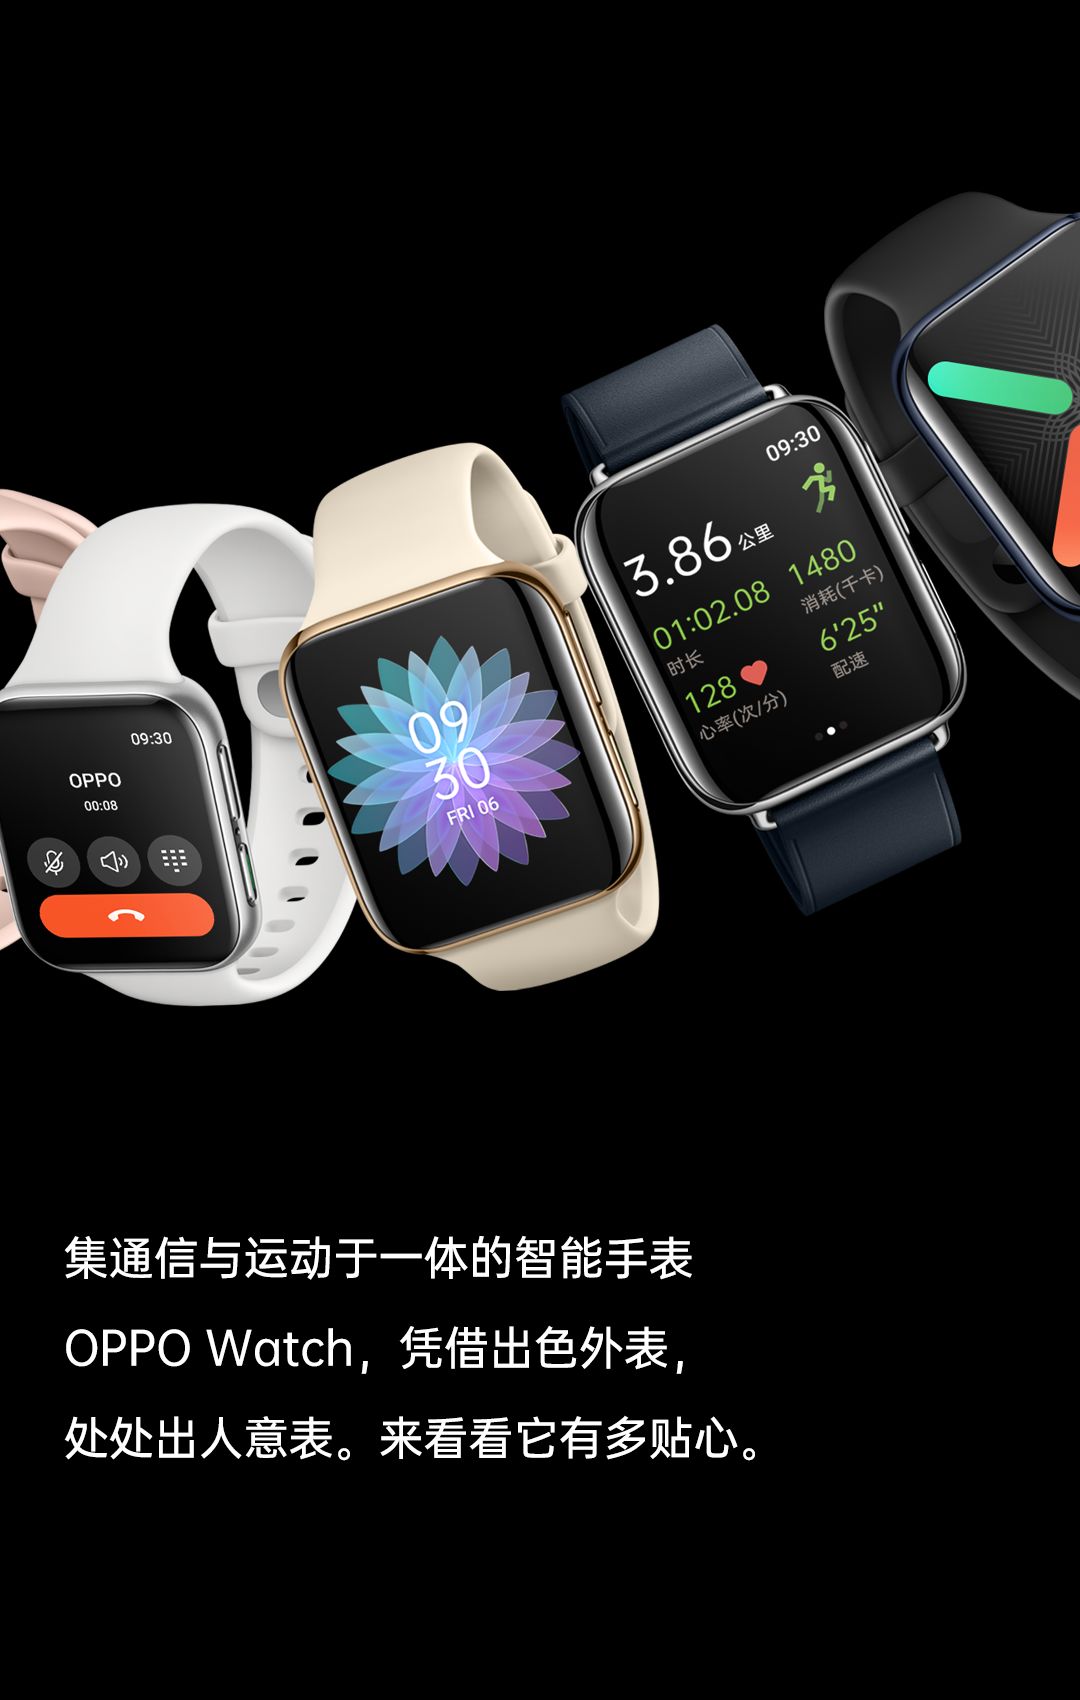 09:30
3.86 公里
01:02.08
时长
1480
消耗(千卡)
128
心率(次/分)
6'25"
配速
09
30
FRI 06
09:30
OPPO
00:08
集通信与运动于一体的智能手表
OPPO Watch，凭借出色外表，
处处出人意表。来看看它有多贴心。